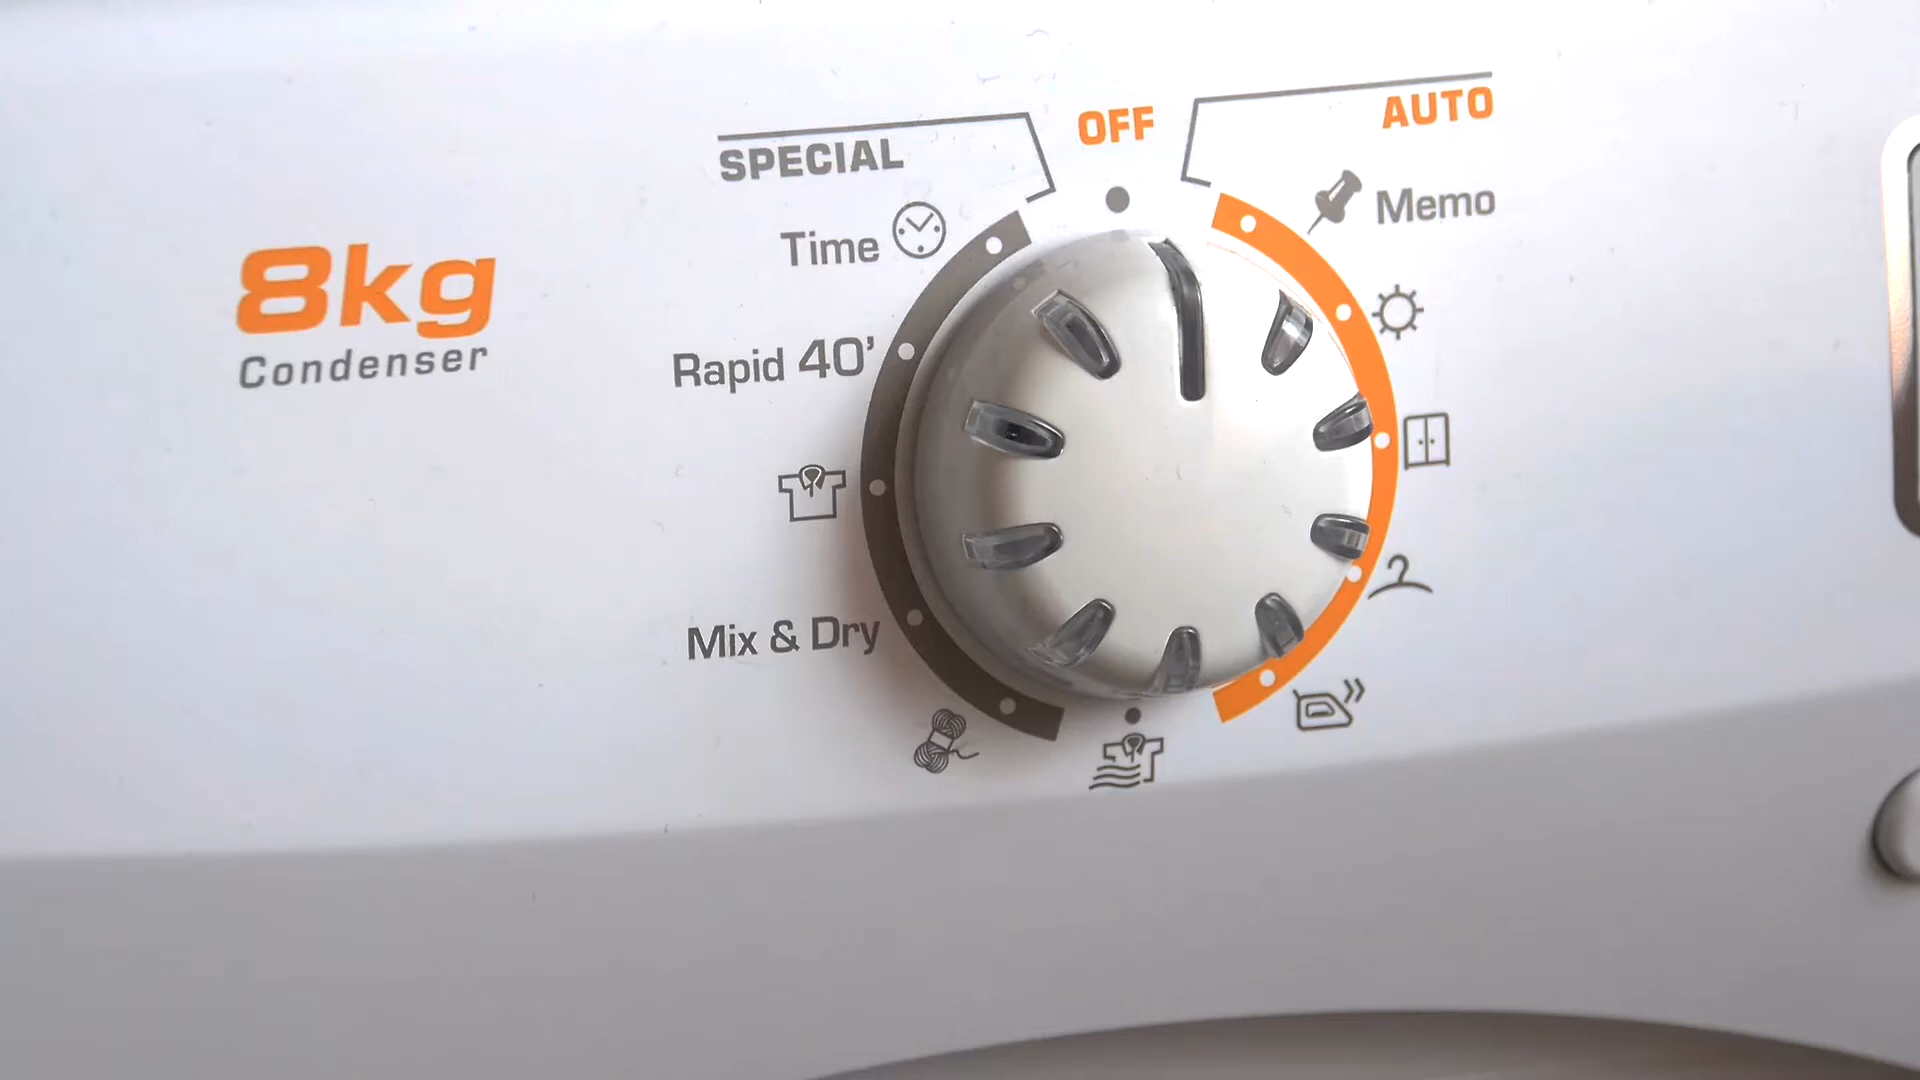 8kg
Condenser
SPECIAL
OFF
AUTO
Time
Memo
Rapid 40’
Mix & Dry